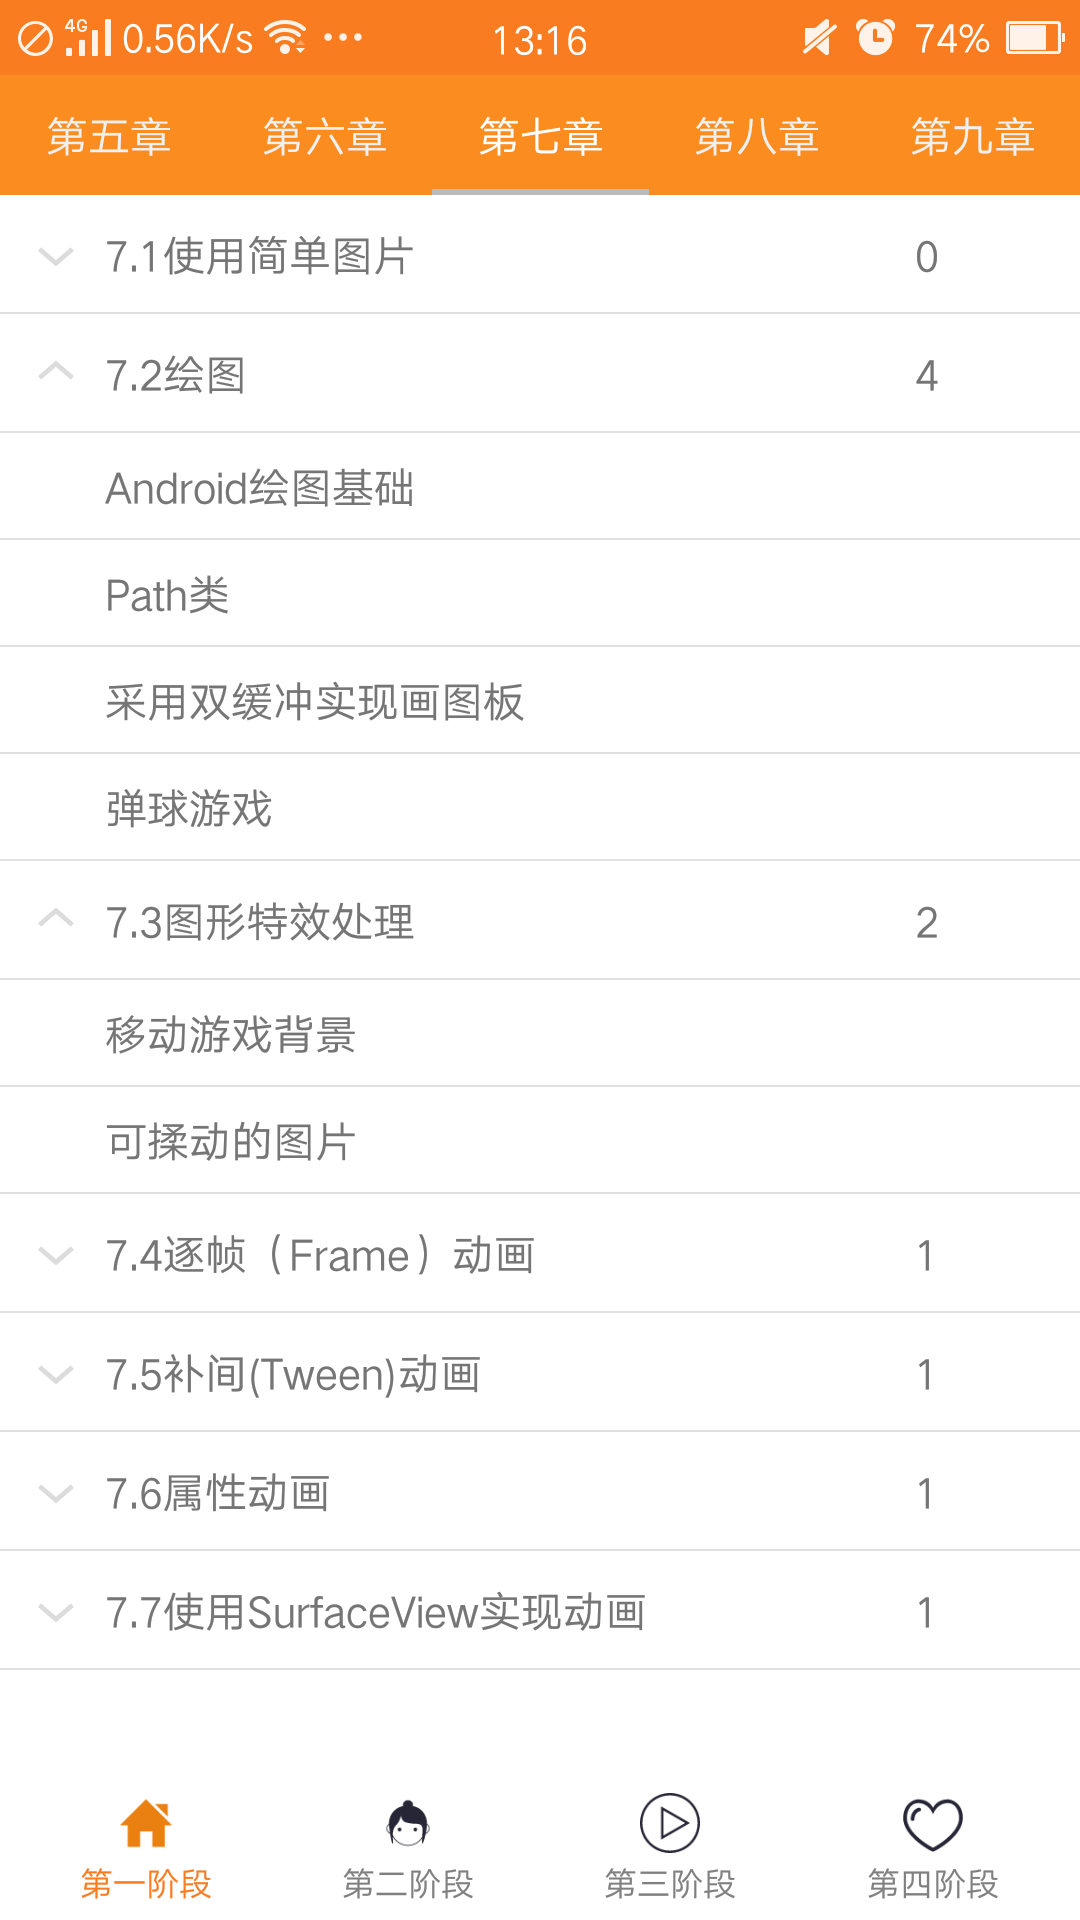 4G 0.56K/s ... 13:16 74%
第五章 第六章 第七章 第八章 第九章
7.1使用简单图片 0
7.2绘图 4
Android绘图基础
Path类
采用双缓冲实现画图板
弹球游戏
7.3图形特效处理 2
移动游戏背景
可揉动的图片
7.4逐帧（Frame）动画 1
7.5补间(Tween)动画 1
7.6属性动画 1
7.7使用SurfaceView实现动画 1
第一阶段 第二阶段 第三阶段 第四阶段